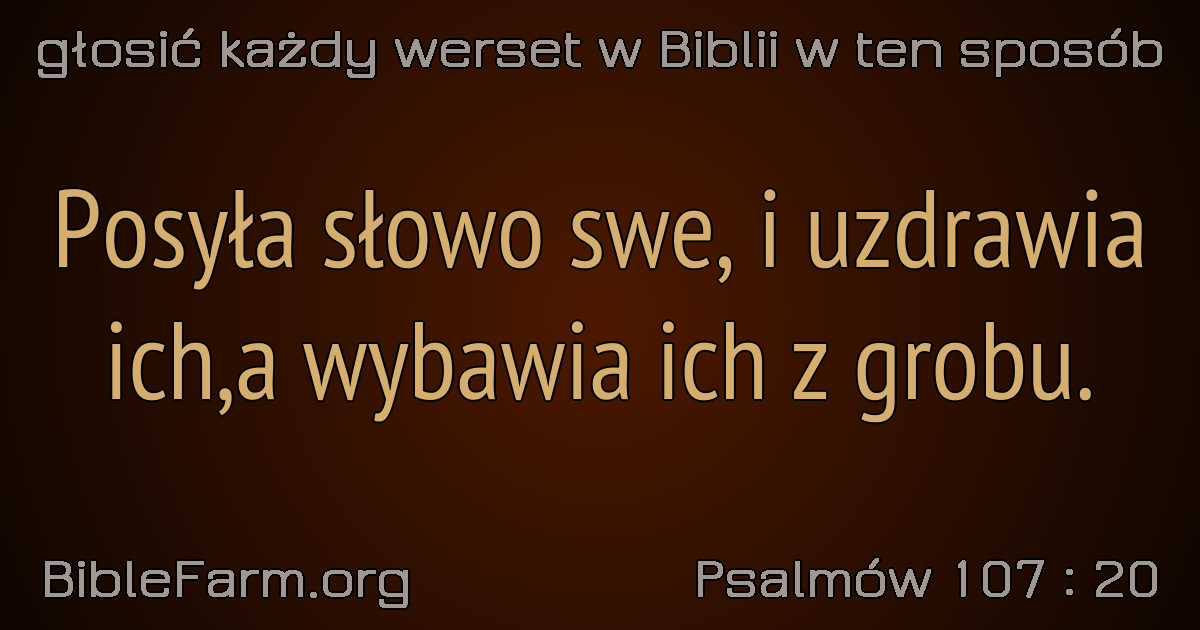 głosić każdy werset w Biblii w ten sposób
Posyła słowo swe, i uzdrawia
ich,a wybawia ich z grobu.
BibleFarm.org
Psalmów 107 : 20